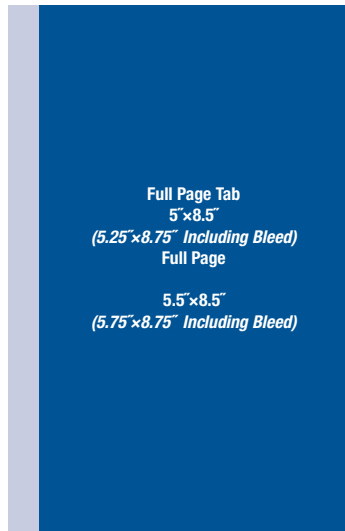 Full Page Tab
5˝×8.5˝
(5.25˝×8.75˝ Including Bleed)
Full Page
5.5˝×8.5˝
(5.75˝×8.75˝ Including Bleed)